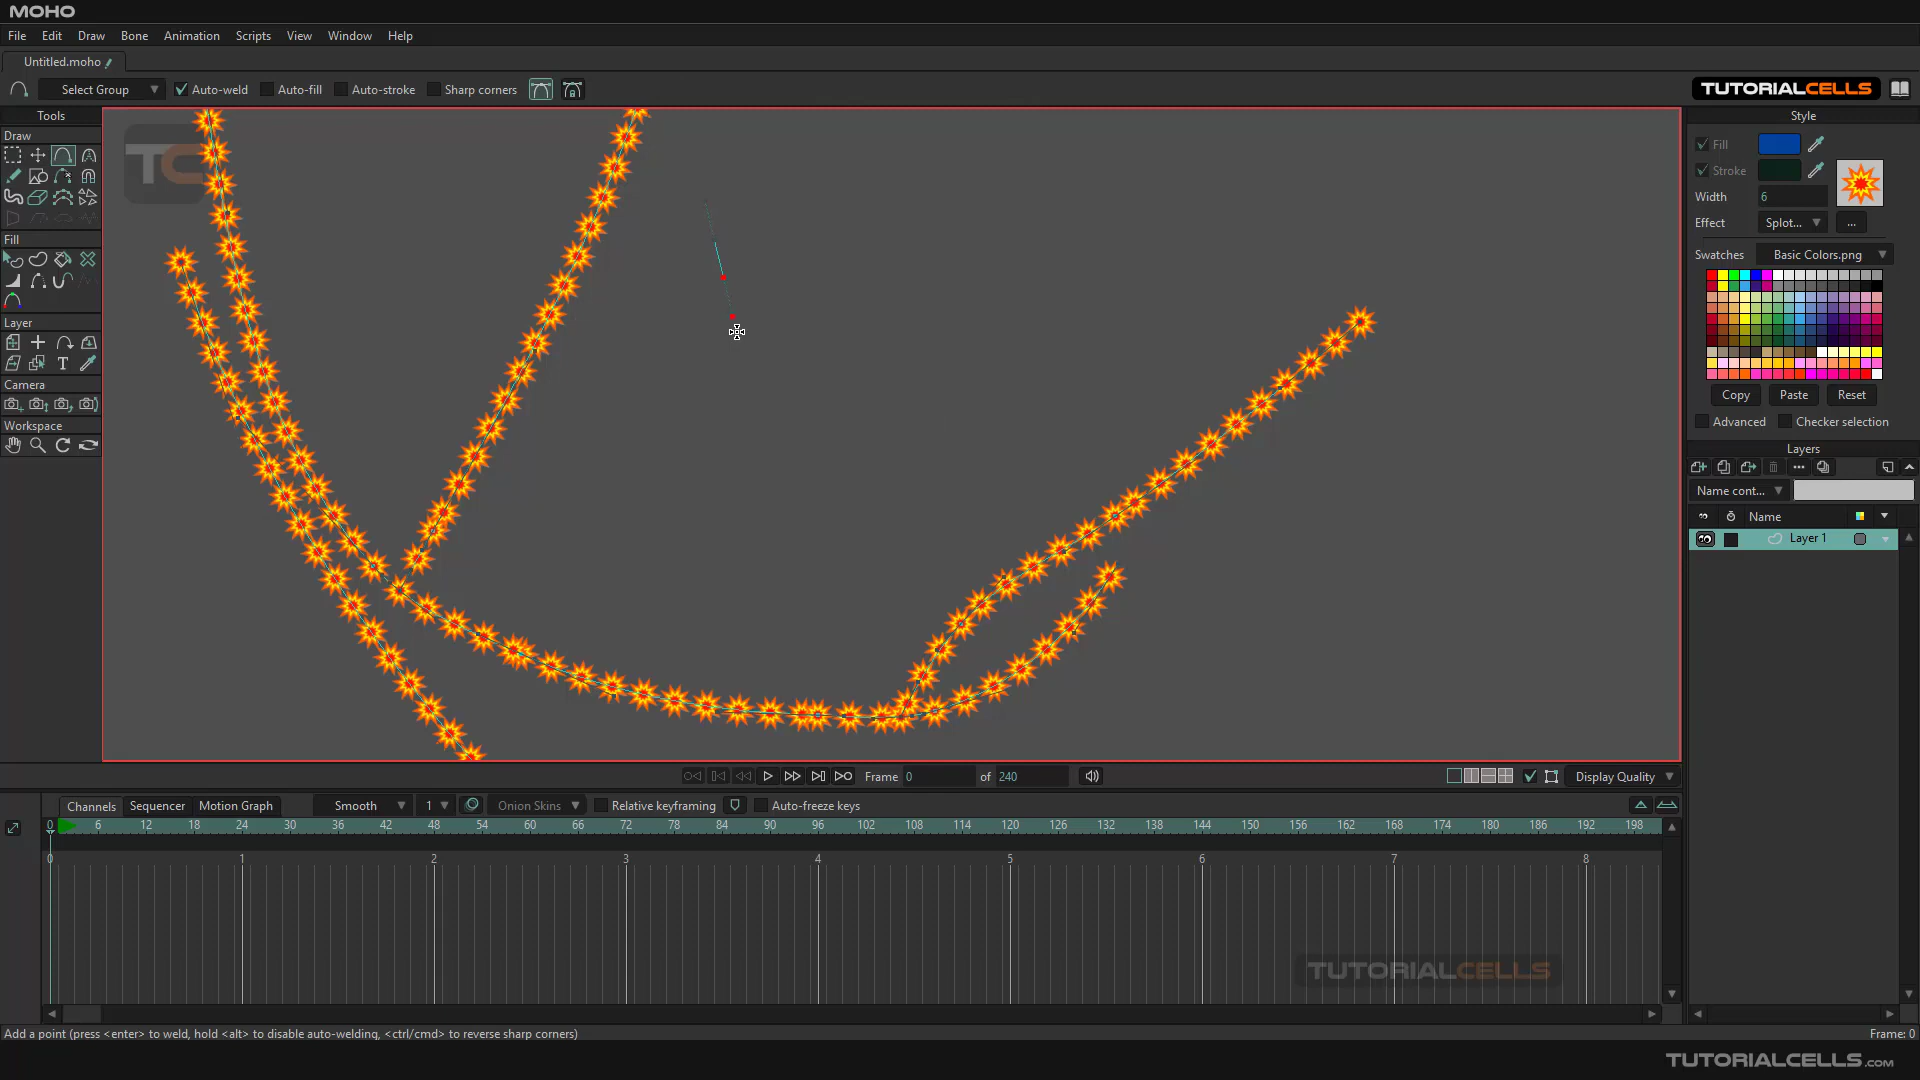 MOHO
File Edit Draw Bone Animation Scripts View Window Help
Untitled.moho
Select Group Auto-weld Auto-fill Auto-stroke Sharp corners TUTORIALCELLS
Tools
Draw
Fill
Layer
T
Camera
Workspace
TC
Style
Fill
Stroke
Width 6
Effect Splot... ...
Swatches Basic Colors.png
Copy Paste Reset
Advanced Checker selection
Layers
Name cont...
Name
Layer 1
Frame 0 of 240 Display Quality
Channels Sequencer Motion Graph Smooth 1 Onion Skins Relative keyframing Auto-freeze keys
0 6 12 18 24 30 36 42 48 54 60 66 72 78 84 90 96 102 108 114 120 126 132 138 144 150 156 162 168 174 180 186 192 198
0 1 2 3 4 5 6 7 8
TUTORIALCELLS
Add a point (press <enter> to weld, hold <alt> to disable auto-welding, <ctrl/cmd> to reverse sharp corners) Frame: 0
TUTORIALCELLS.COM